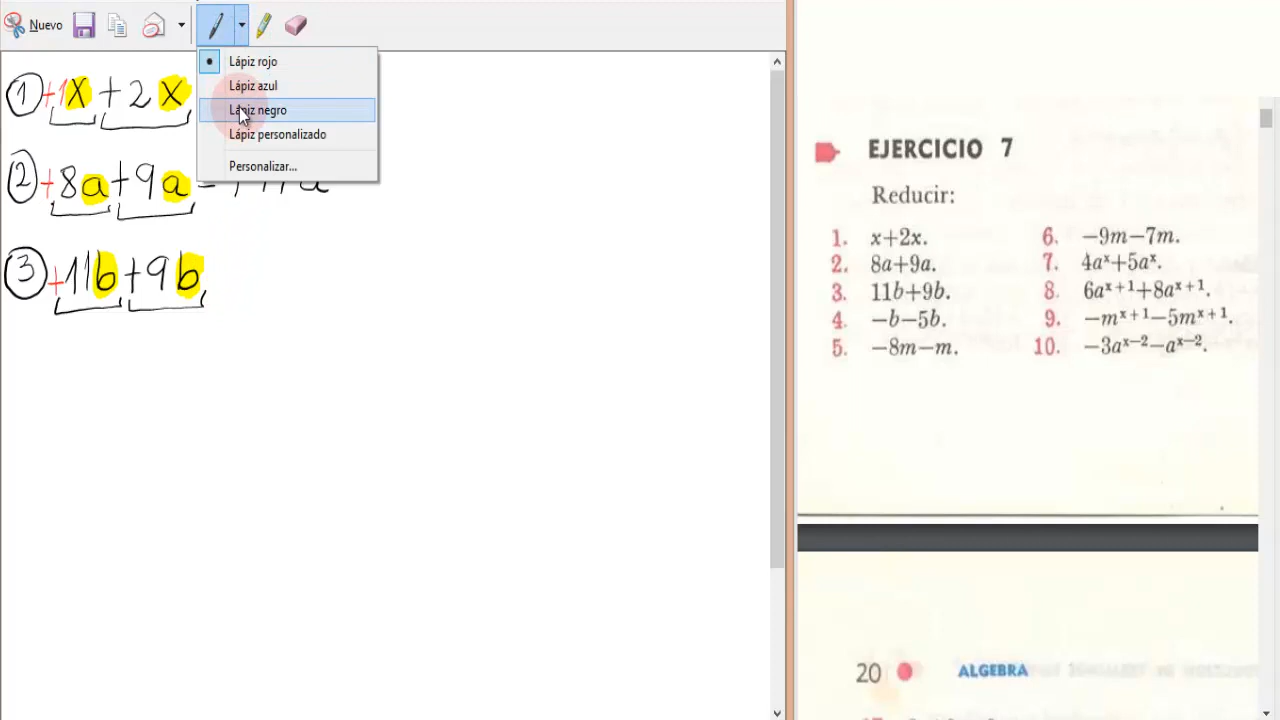 Nuevo
Lápiz rojo
Lápiz azul
Lápiz negro
Lápiz personalizado
Personalizar...
① +1x +2x
② +8a +9a =
③ +11b +9b
EJERCICIO 7
Reducir:
1. x+2x.
2. 8a+9a.
3. 11b+9b.
4. −b−5b.
5. −8m−m.
6. −9m−7m.
7. 4aˣ+5aˣ.
8. 6aˣ⁺¹+8aˣ⁺¹.
9. −mˣ⁺¹−5mˣ⁺¹.
10. −3aˣ⁻²−aˣ⁻².
20 ALGEBRA